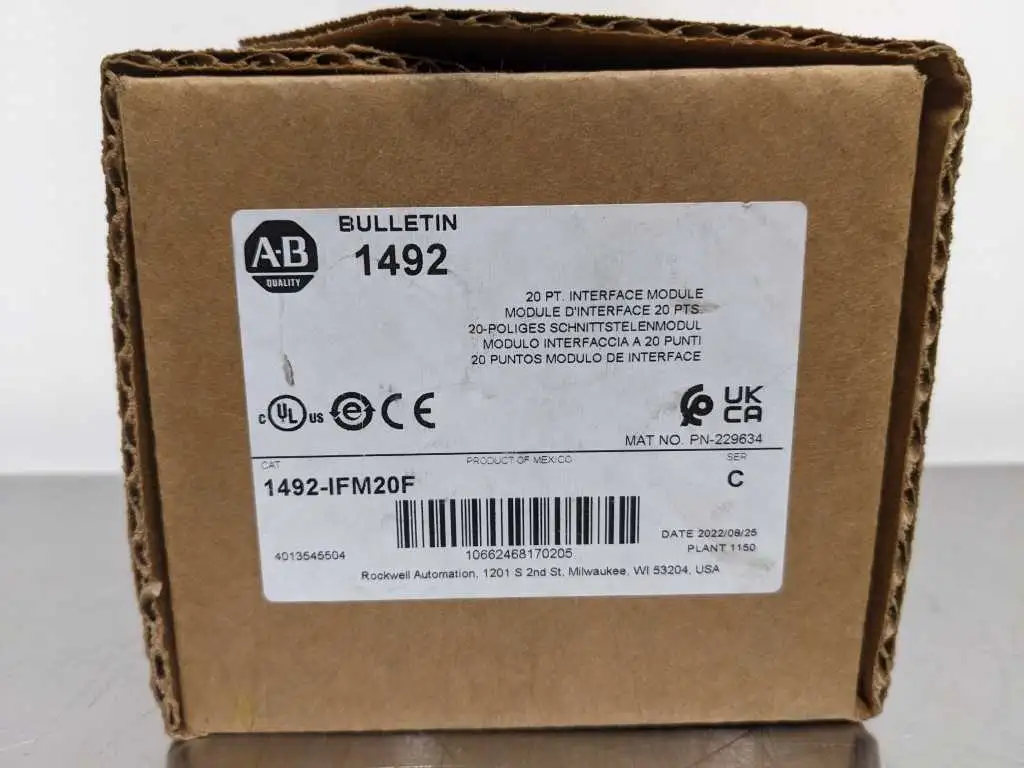 A-B
QUALITY
BULLETIN
1492
20 PT. INTERFACE MODULE
MODULE D'INTERFACE 20 PTS.
20-POLIGES SCHNITTSTELENMODUL
MODULO INTERFACCIA A 20 PUNTI
20 PUNTOS MODULO DE INTERFACE
C UL US
e
CE
UK
CA
MAT NO. PN-229634
CAT
PRODUCT OF MEXICO
SER
1492-IFM20F
C
4013545504
10662468170205
DATE 2022/08/25
PLANT 1150
Rockwell Automation, 1201 S 2nd St, Milwaukee, WI 53204, USA